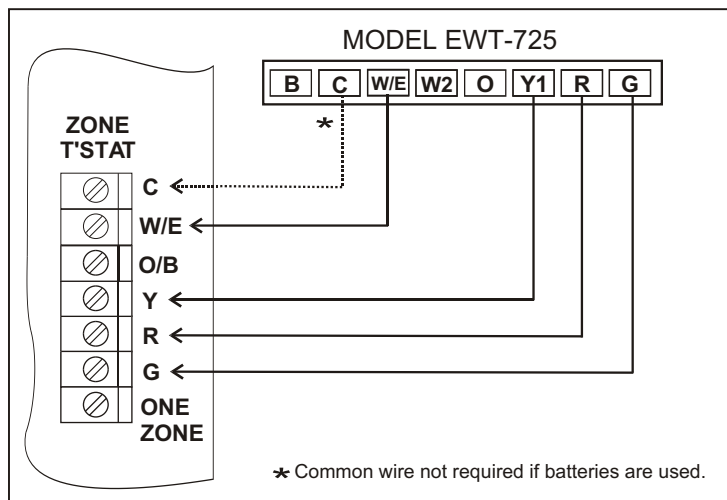 MODEL EWT-725
B C W/E W2 O Y1 R G
*
ZONE
T'STAT
C
W/E
O/B
Y
R
G
ONE
ZONE
* Common wire not required if batteries are used.